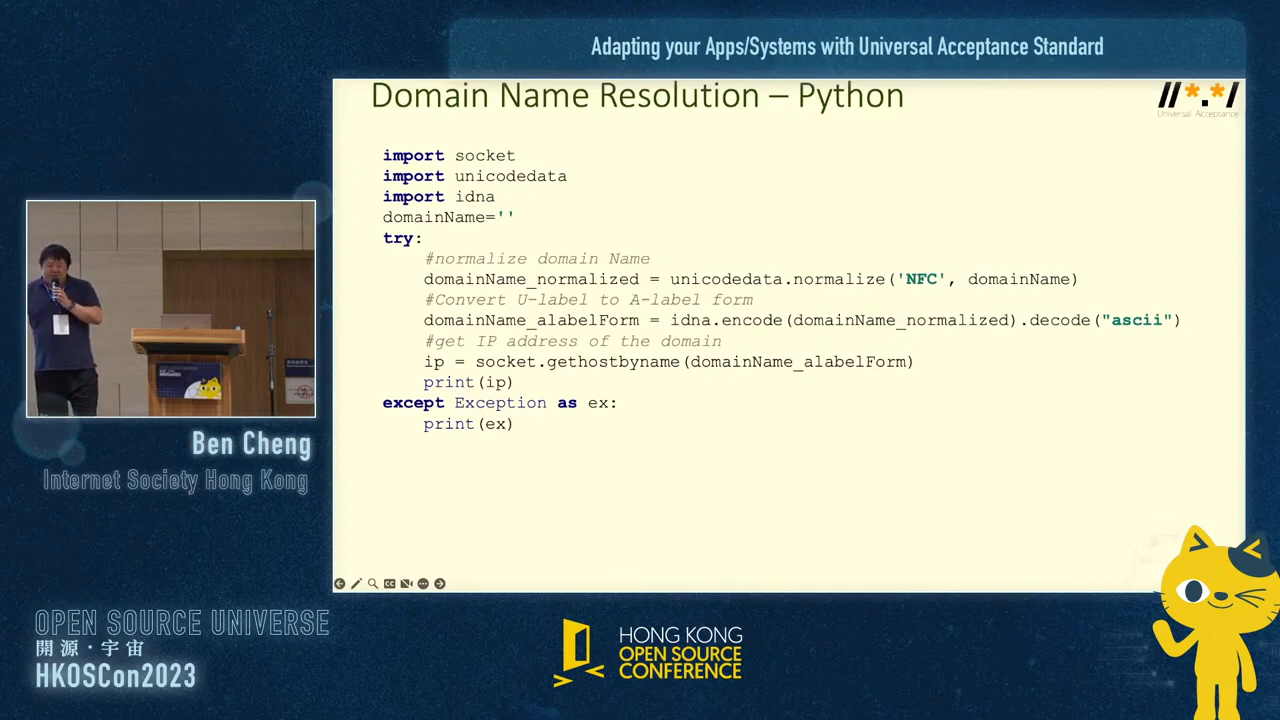 Adapting your Apps/Systems with Universal Acceptance Standard
Domain Name Resolution – Python
//*.*/
Universal Acceptance
import socket
import unicodedata
import idna
domainName=''
try:
#normalize domain Name
domainName_normalized = unicodedata.normalize('NFC', domainName)
#Convert U-label to A-label form
domainName_alabelForm = idna.encode(domainName_normalized).decode("ascii")
#get IP address of the domain
ip = socket.gethostbyname(domainName_alabelForm)
print(ip)
except Exception as ex:
print(ex)
Ben Cheng
Internet Society Hong Kong
OPEN SOURCE UNIVERSE
開源·宇宙
HKOSCon2023
HONG KONG
OPEN SOURCE
CONFERENCE